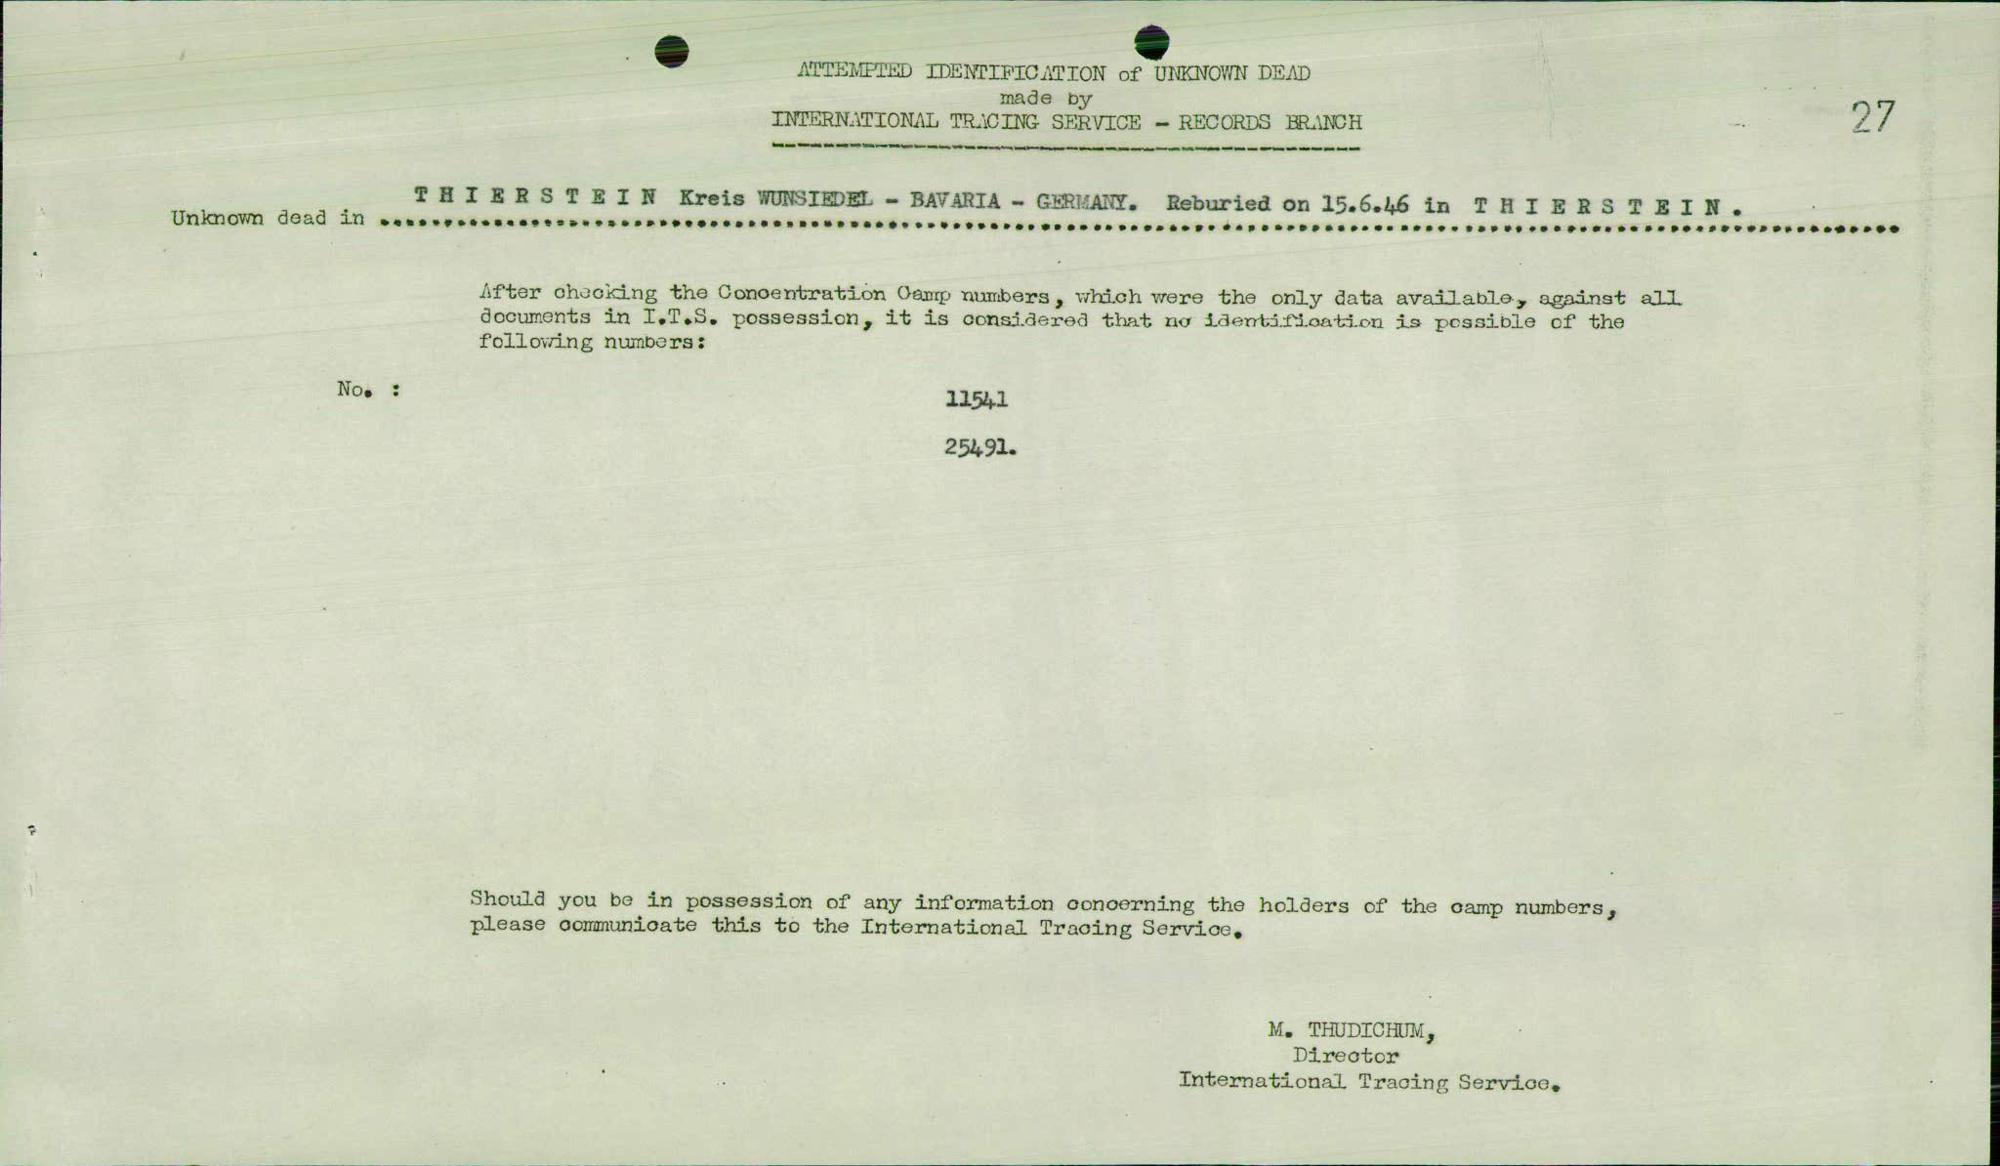 ATTEMPTED IDENTIFICATION of UNKNOWN DEAD
made by
INTERNATIONAL TRACING SERVICE - RECORDS BRANCH
27
Unknown dead in T H I E R S T E I N Kreis WUNSIEDEL - BAVARIA - GERMANY. Reburied on 15.6.46 in T H I E R S T E I N .
After checking the Concentration Camp numbers, which were the only data available, against all
documents in I.T.S. possession, it is considered that no identification is possible of the
following numbers:
No. :
11541
25491.
Should you be in possession of any information concerning the holders of the camp numbers,
please communicate this to the International Tracing Service.
M. THUDICHUM,
Director
International Tracing Service.